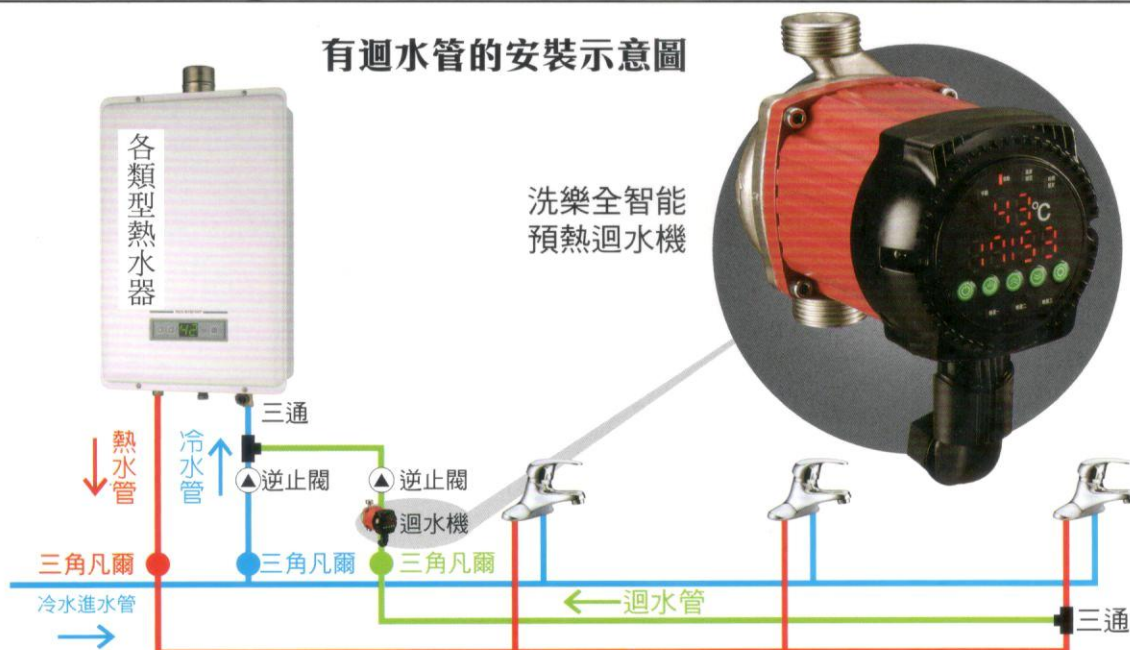 有迴水管的安裝示意圖
各類型熱水器
42
洗樂全智能
預熱迴水機
43℃
三通
熱水管
冷水管
逆止閥
逆止閥
迴水機
三角凡爾
三角凡爾
三角凡爾
冷水進水管
迴水管
三通